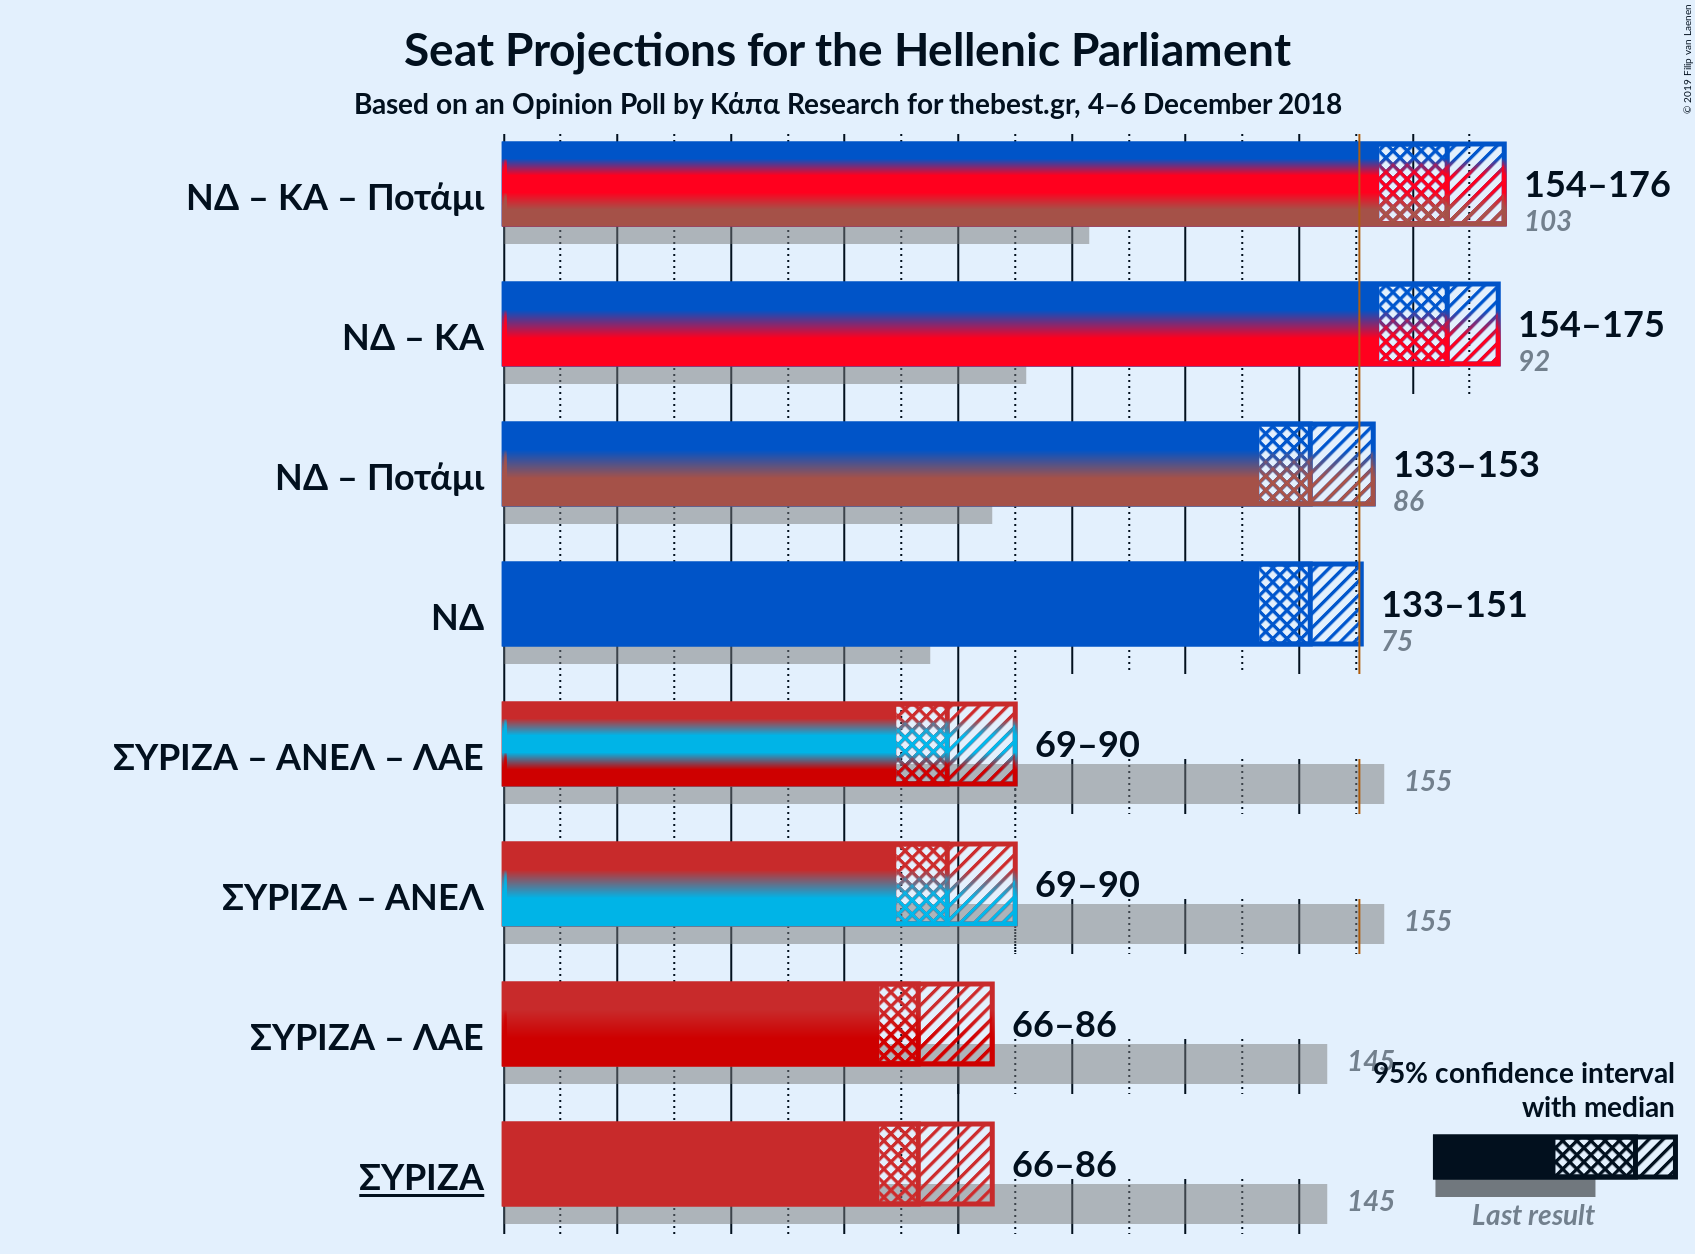 Seat Projections for the Hellenic Parliament
Based on an Opinion Poll by Κάπα Research for thebest.gr, 4–6 December 2018
© 2019 Filip van Laenen
ΝΔ – ΚΑ – Ποτάμι
154–176
103
ΝΔ – ΚΑ
154–175
92
ΝΔ – Ποτάμι
133–153
86
ΝΔ
133–151
75
ΣΥΡΙΖΑ – ΑΝΕΛ – ΛΑΕ
69–90
155
ΣΥΡΙΖΑ – ΑΝΕΛ
69–90
155
ΣΥΡΙΖΑ – ΛΑΕ
66–86
145
95% confidence interval
with median
ΣΥΡΙΖΑ
66–86
145
Last result